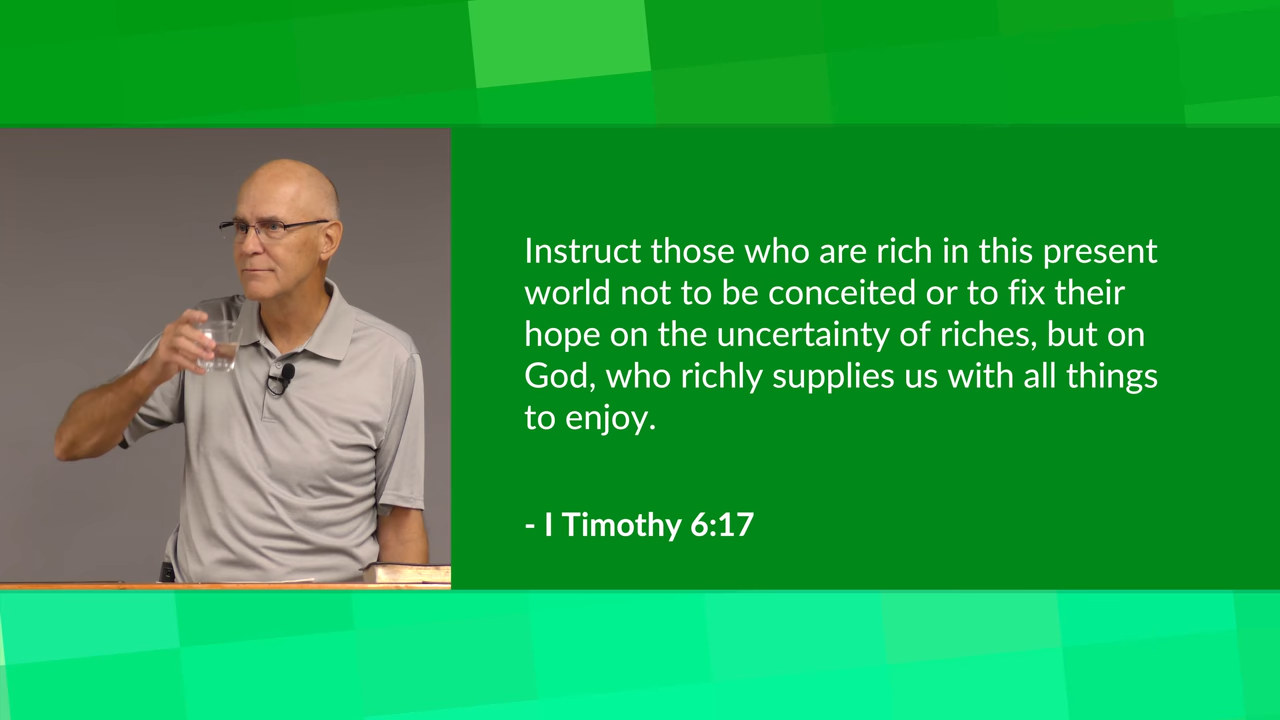 Instruct those who are rich in this present
world not to be conceited or to fix their
hope on the uncertainty of riches, but on
God, who richly supplies us with all things
to enjoy.
- I Timothy 6:17